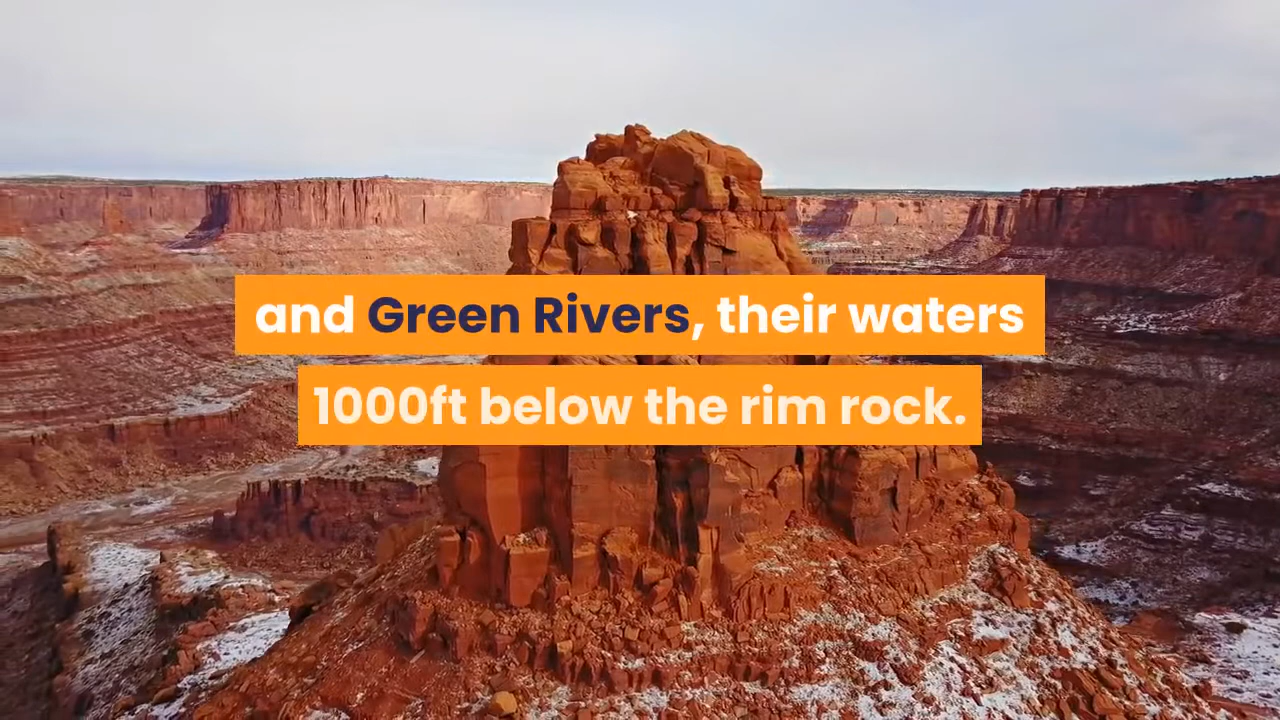 and Green Rivers, their waters
1000ft below the rim rock.